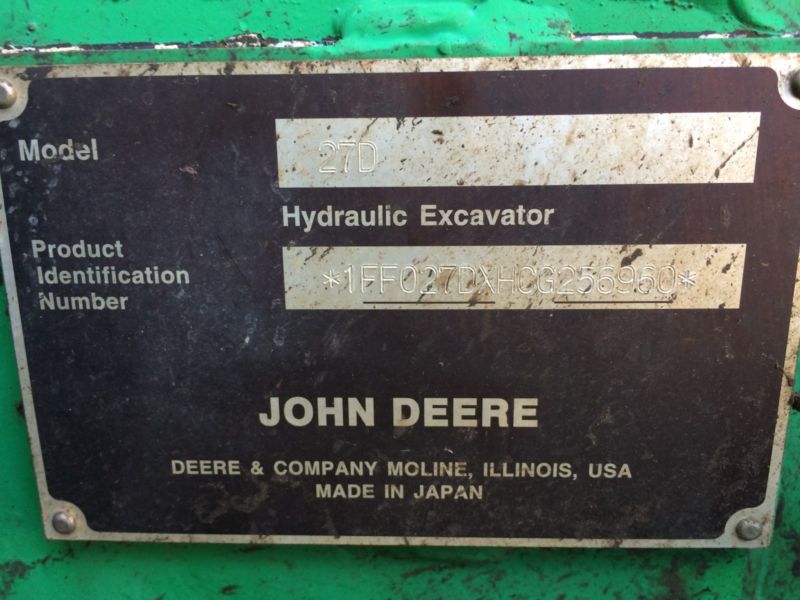 Model
27D
Hydraulic Excavator
Product
Identification
Number
*1FF027DXHCG256960*
JOHN DEERE
DEERE & COMPANY MOLINE, ILLINOIS, USA
MADE IN JAPAN